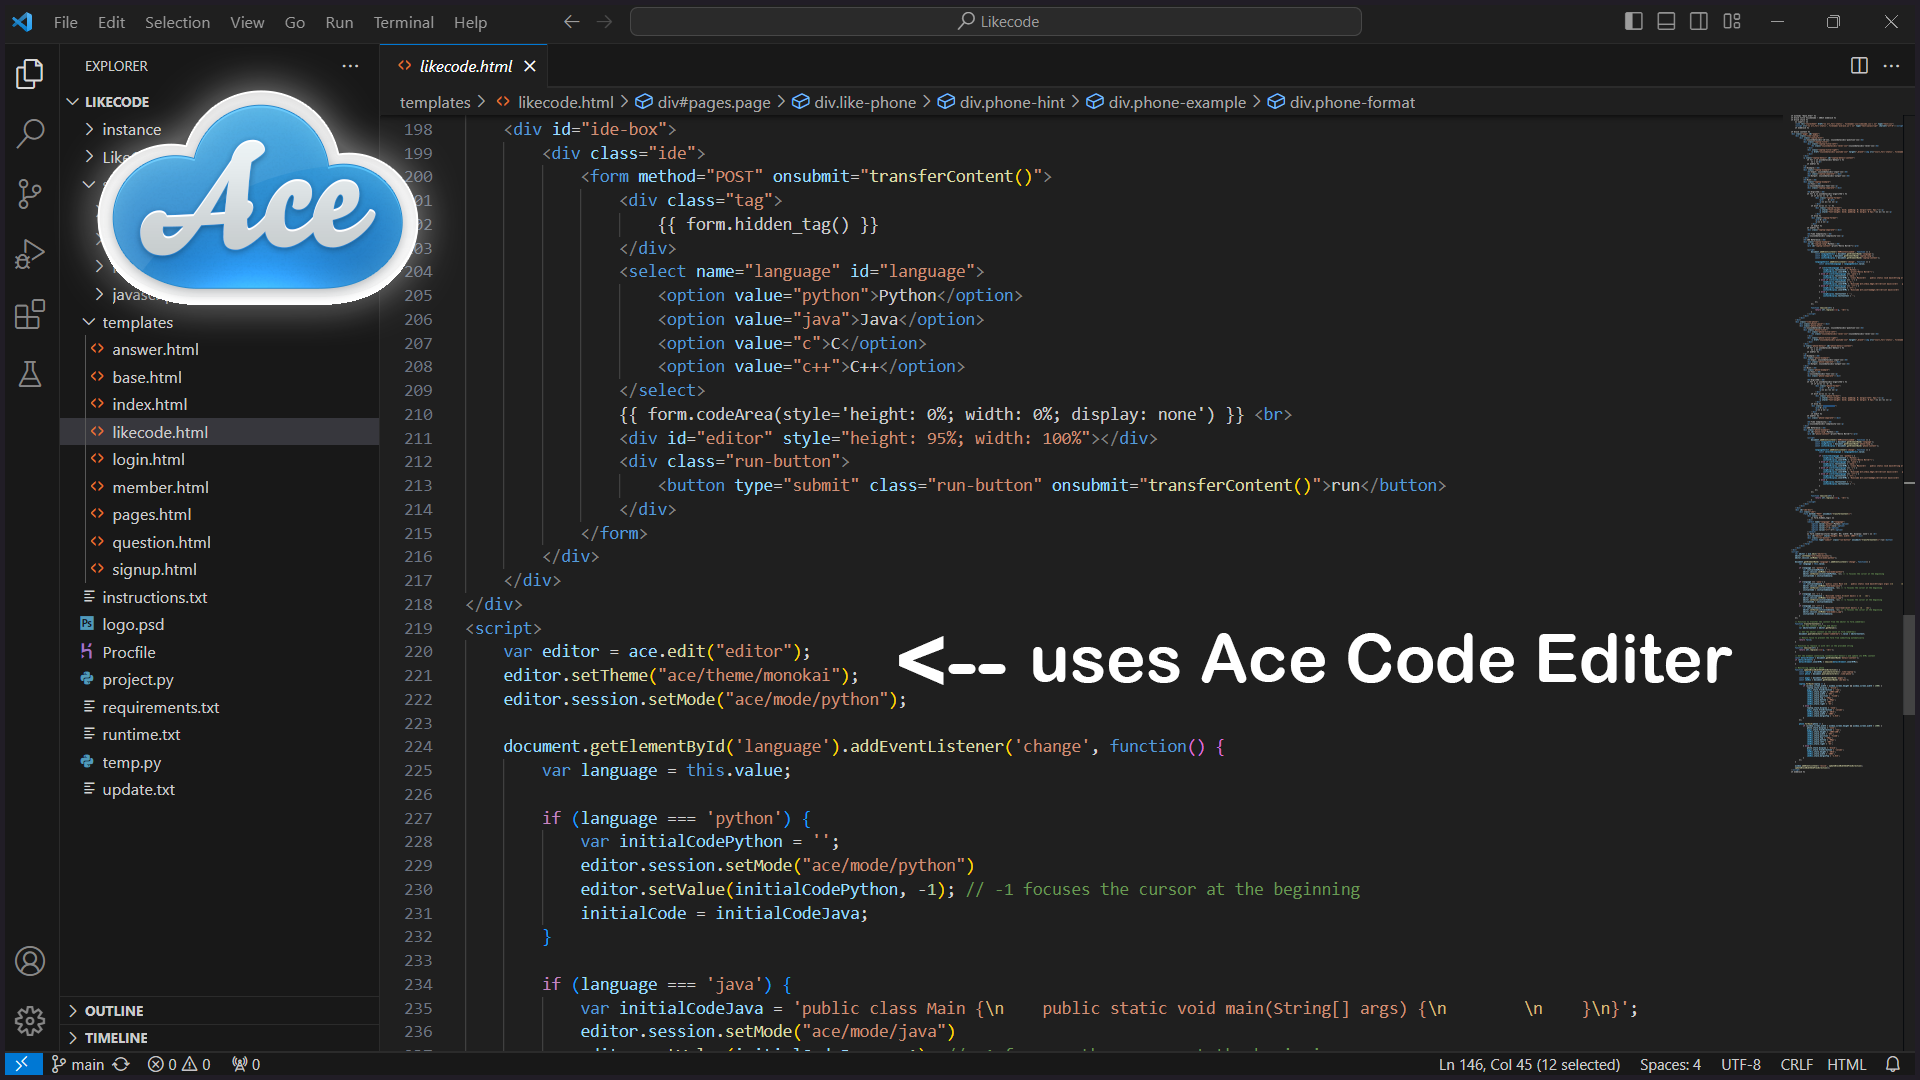 File Edit Selection View Go Run Terminal Help
Likecode
EXPLORER
likecode.html
LIKECODE
templates > likecode.html > div#pages.page > div.like-phone > div.phone-hint > div.phone-example > div.phone-format
instance
Ace
templates
answer.html
base.html
index.html
likecode.html
login.html
member.html
pages.html
question.html
signup.html
instructions.txt
logo.psd
Procfile
project.py
requirements.txt
runtime.txt
temp.py
update.txt
OUTLINE
TIMELINE
198 <div id="ide-box">
199 <div class="ide">
200 <form method="POST" onsubmit="transferContent()">
01 <div class="tag">
02 {{ form.hidden_tag() }}
03 </div>
204 <select name="language" id="language">
205 <option value="python">Python</option>
206 <option value="java">Java</option>
207 <option value="c">C</option>
208 <option value="c++">C++</option>
209 </select>
210 {{ form.codeArea(style='height: 0%; width: 0%; display: none') }} <br>
211 <div id="editor" style="height: 95%; width: 100%"></div>
212 <div class="run-button">
213 <button type="submit" class="run-button" onsubmit="transferContent()">run</button>
214 </div>
215 </form>
216 </div>
217 </div>
218 </div>
219 <script>
220 var editor = ace.edit("editor");
221 editor.setTheme("ace/theme/monokai");
222 editor.session.setMode("ace/mode/python");
<-- uses Ace Code Editer
223
224 document.getElementById('language').addEventListener('change', function() {
225 var language = this.value;
226
227 if (language === 'python') {
228 var initialCodePython = '';
229 editor.session.setMode("ace/mode/python")
230 editor.setValue(initialCodePython, -1); // -1 focuses the cursor at the beginning
231 initialCode = initialCodeJava;
232 }
233
234 if (language === 'java') {
235 var initialCodeJava = 'public class Main {\n    public static void main(String[] args) {\n        \n    }\n}';
236 editor.session.setMode("ace/mode/java")
main 0 0 0
Ln 146, Col 45 (12 selected) Spaces: 4 UTF-8 CRLF HTML